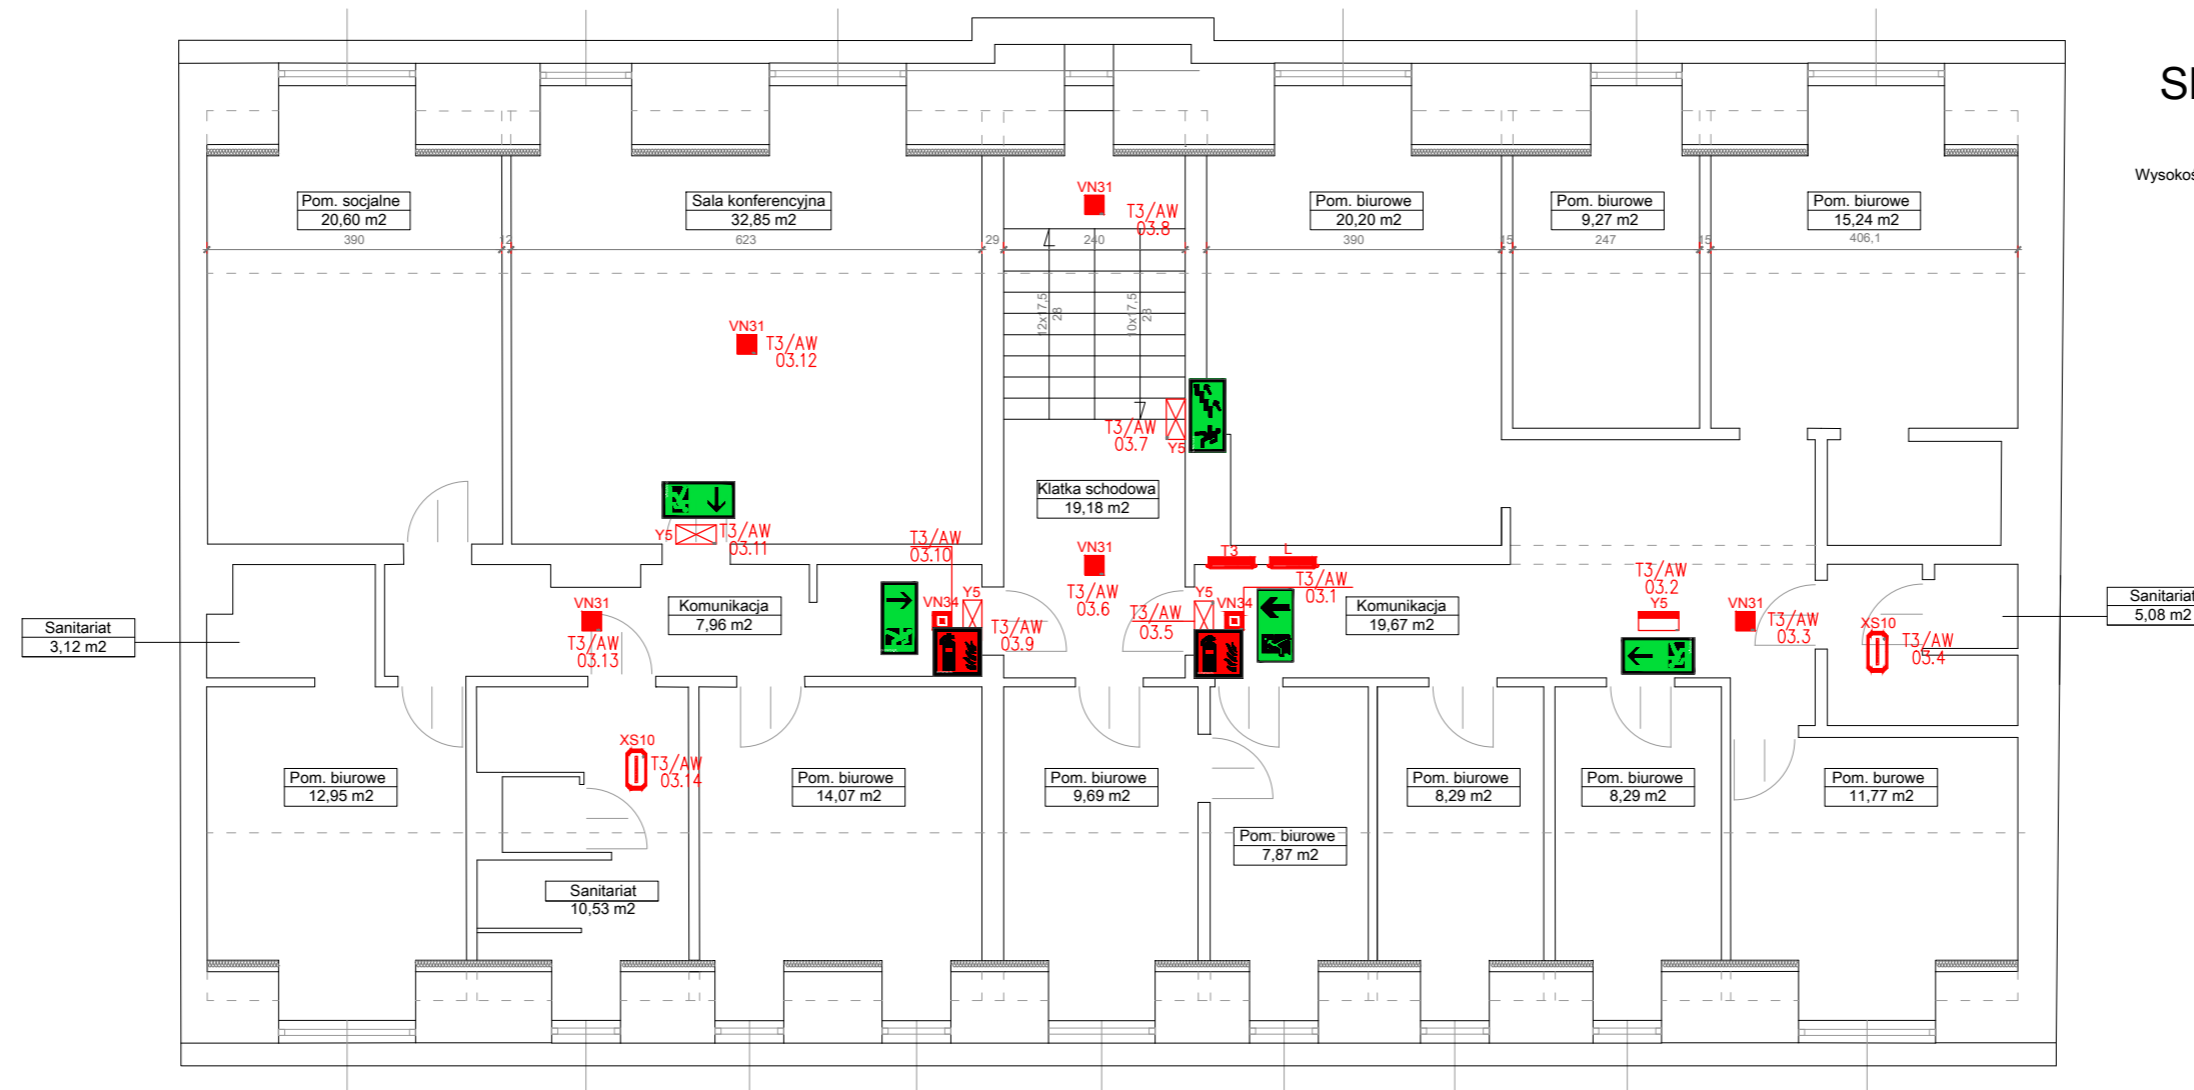 SI
Wysokoś
Pom. socjalne
20,60 m2
Sala konferencyjna
32,85 m2
VN31
T3/AW
03.8
Pom. biurowe
20,20 m2
Pom. biurowe
9,27 m2
Pom. biurowe
15,24 m2
390
12
623
29
240
390
15
247
15
406,1
12x17,5
28
10x17,5
28
VN31
T3/AW
03.12
T3/AW
03.7
Y5
Klatka schodowa
19,18 m2
Y5
T3/AW
03.11
T3/AW
03.10
VN31
T3/AW
03.6
T3
L
T3/AW
03.1
T3/AW
03.2
Y5
Sanitariat
3,12 m2
VN31
T3/AW
03.13
Komunikacja
7,96 m2
VN34
Y5
T3/AW
03.9
T3/AW
03.5
Y5
VN34
Komunikacja
19,67 m2
VN31
T3/AW
03.3
XS10
T3/AW
03.4
Sanitariat
5,08 m2
XS10
T3/AW
03.14
Pom. biurowe
12,95 m2
Pom. biurowe
14,07 m2
Pom. biurowe
9,69 m2
Pom. biurowe
7,87 m2
Pom. biurowe
8,29 m2
Pom. biurowe
8,29 m2
Pom. burowe
11,77 m2
Sanitariat
10,53 m2